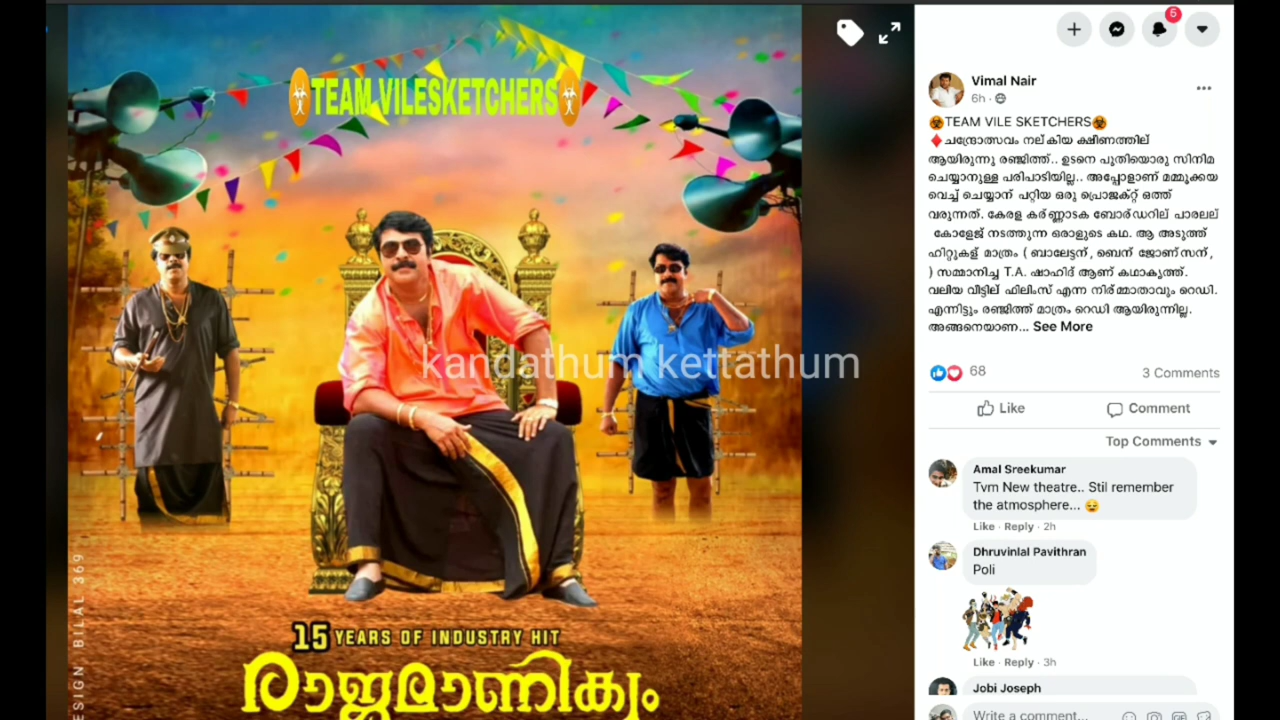 TEAM VILESKETCHERS
kandathum kettathum
15 YEARS OF INDUSTRY HIT
രാജമാണിക്യം
DESIGN BILAL 369
5
Vimal Nair
6h
TEAM VILE SKETCHERS
ചന്ദ്രോത്സവം നല്കിയ ക്ഷീണത്തില്
ആയിരുന്നു രഞ്ജിത്ത്.. ഉടനെ പുതിയൊരു സിനിമ
ചെയ്യാനുള്ള പരിപാടിയില്ല.. അപ്പോളാണ് മമ്മൂക്കയ
വെച്ച് ചെയ്യാന് പറ്റിയ ഒരു പ്രൊജക്റ്റ് ഒത്ത്
വരുന്നത്. കേരള കര്ണ്ണാടക ബോര്ഡറില് പാരലല്
കോളേജ് നടത്തുന്ന ഒരാളുടെ കഥ. ആ അടുത്ത്
ഹിറ്റുകള് മാത്രം ( ബാലേട്ടന് , ബെന് ജോണ്സന് ,
) സമ്മാനിച്ച T.A. ഷാഹിദ് ആണ് കഥാകൃത്ത്.
വലിയ വീട്ടില് ഫിലിംസ് എന്ന നിര്മ്മാതാവും റെഡി.
എന്നിട്ടും രഞ്ജിത്ത് മാത്രം റെഡി ആയിരുന്നില്ല.
അങ്ങനെയാണ... See More
68
3 Comments
Like
Comment
Top Comments
Amal Sreekumar
Tvm New theatre.. Stil remember
the atmosphere...
Like · Reply · 2h
Dhruvinlal Pavithran
Poli
Like · Reply · 3h
Jobi Joseph
Write a comment...